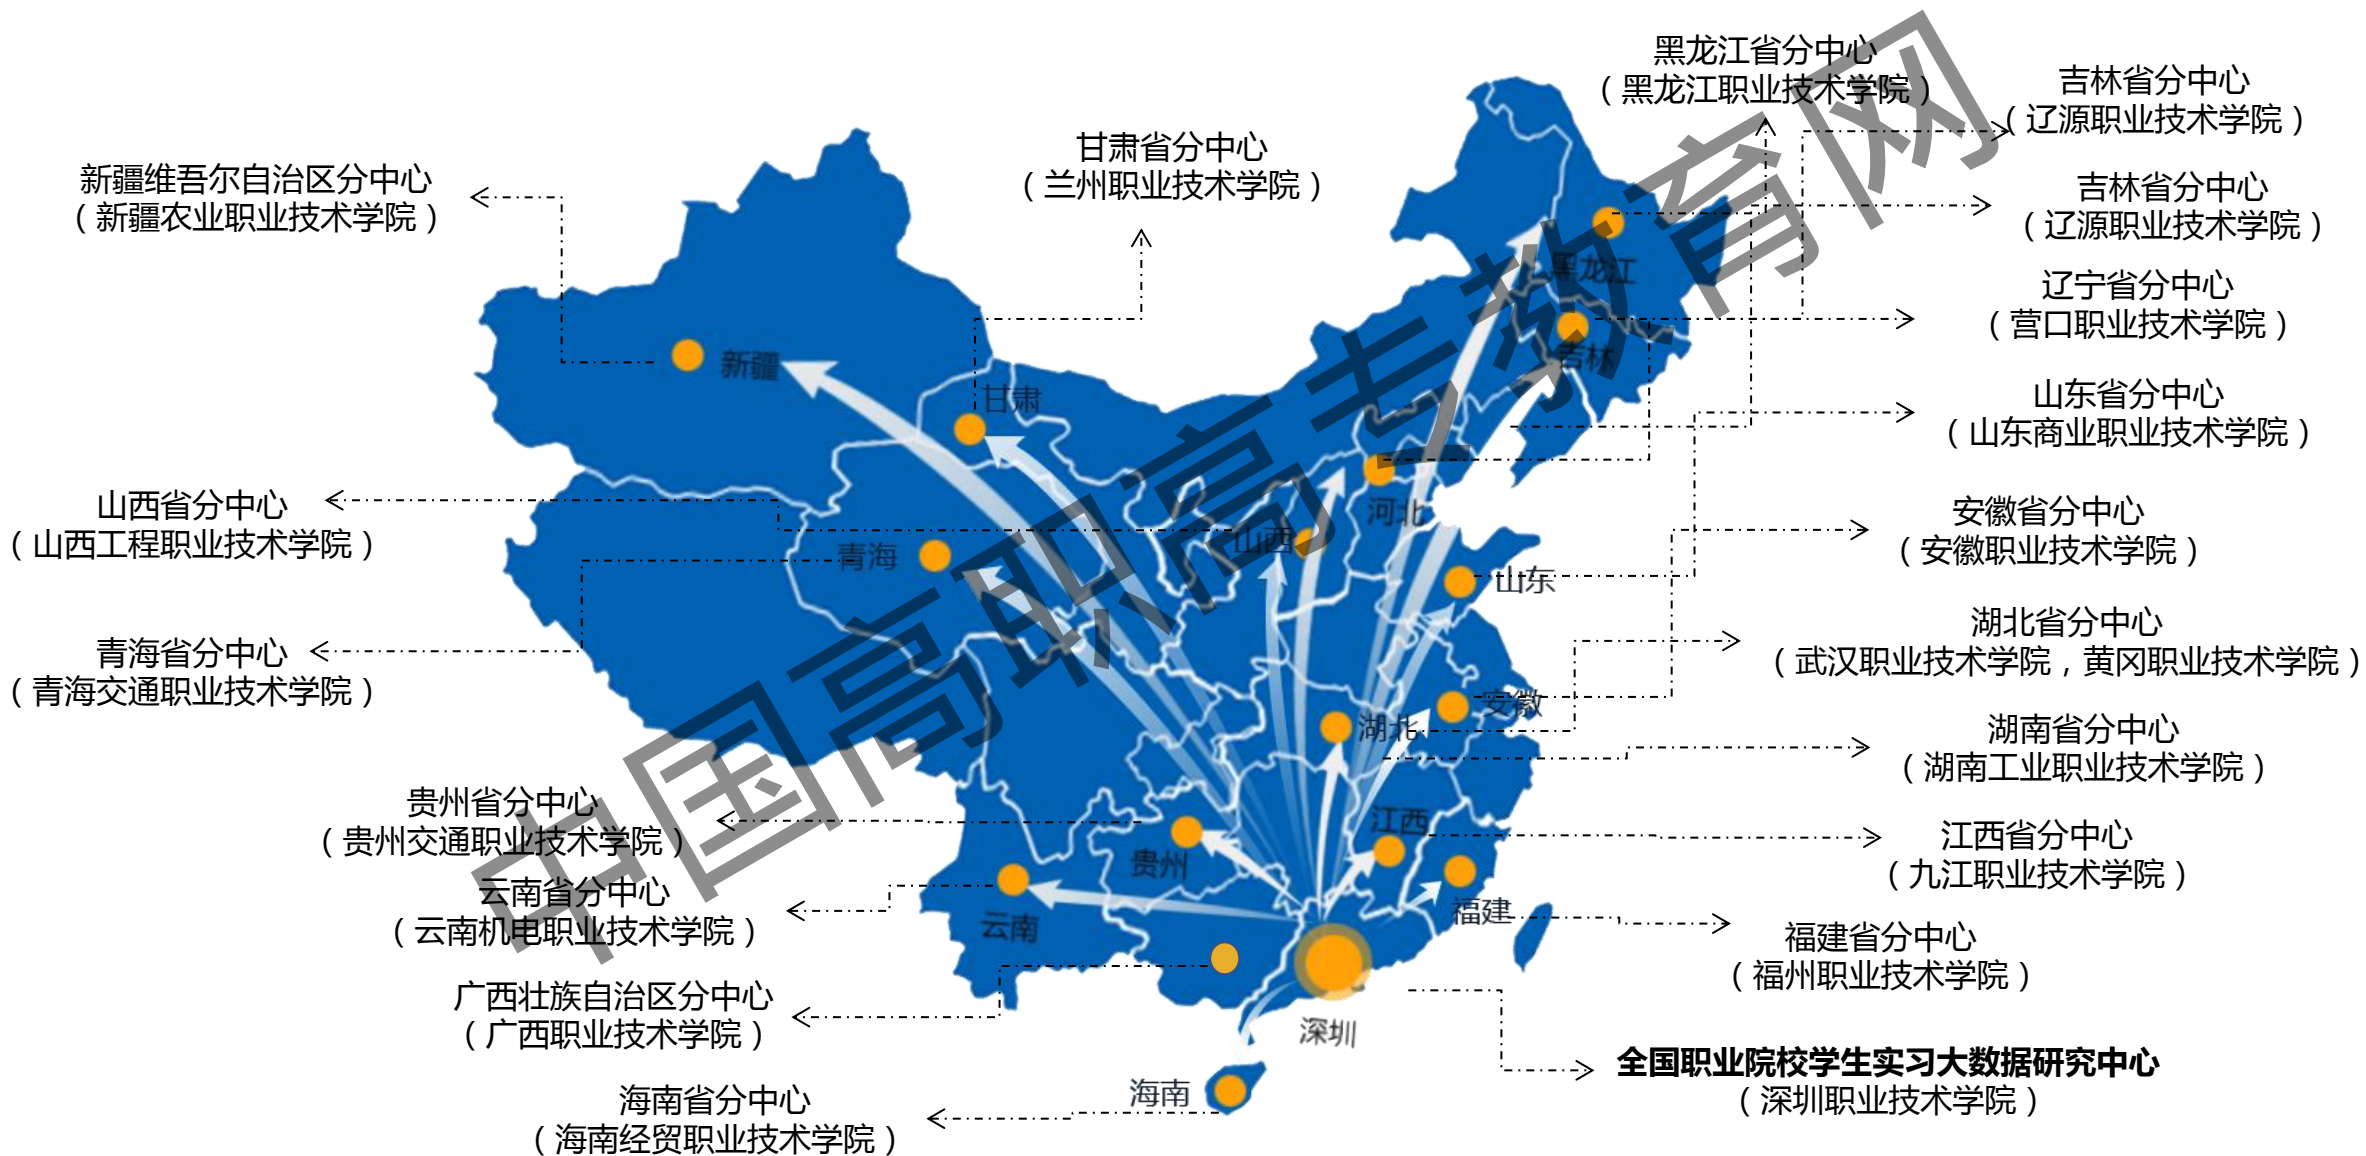 黑龙江省分中心
（黑龙江职业技术学院）
吉林省分中心
（辽源职业技术学院）
甘肃省分中心
（兰州职业技术学院）
新疆维吾尔自治区分中心
（新疆农业职业技术学院）
吉林省分中心
（辽源职业技术学院）
辽宁省分中心
（营口职业技术学院）
山东省分中心
（山东商业职业技术学院）
山西省分中心
（山西工程职业技术学院）
安徽省分中心
（安徽职业技术学院）
湖北省分中心
（武汉职业技术学院，黄冈职业技术学院）
青海省分中心
（青海交通职业技术学院）
湖南省分中心
（湖南工业职业技术学院）
贵州省分中心
（贵州交通职业技术学院）
江西省分中心
（九江职业技术学院）
云南省分中心
（云南机电职业技术学院）
福建省分中心
（福州职业技术学院）
广西壮族自治区分中心
（广西职业技术学院）
全国职业院校学生实习大数据研究中心
（深圳职业技术学院）
海南省分中心
（海南经贸职业技术学院）
黑龙江
吉林
新疆
甘肃
河北
山西
青海
山东
安徽
湖北
江西
贵州
福建
云南
深圳
海南
中国高职高专教育网